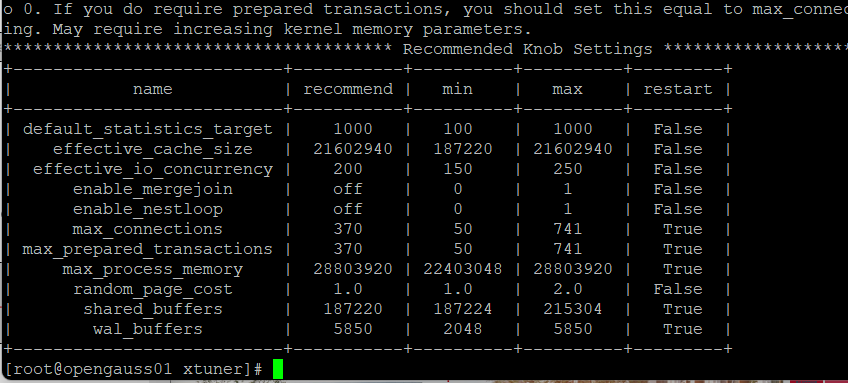 o 0. If you do require prepared transactions, you should set this equal to max_connec
ing. May require increasing kernel memory parameters.
*************************************** Recommended Knob Settings *******************
+---------------------------+-----------+----------+----------+---------+
|            name           | recommend |   min    |   max    | restart |
+---------------------------+-----------+----------+----------+---------+
| default_statistics_target |    1000   |   100    |   1000   |  False  |
|    effective_cache_size   |  21602940 |  187220  | 21602940 |  False  |
|  effective_io_concurrency |    200    |   150    |   250    |  False  |
|      enable_mergejoin     |    off    |    0     |    1     |  False  |
|      enable_nestloop      |    off    |    0     |    1     |  False  |
|      max_connections      |    370    |    50    |   741    |   True  |
| max_prepared_transactions |    370    |    50    |   741    |   True  |
|     max_process_memory    |  28803920 | 22403048 | 28803920 |   True  |
|      random_page_cost     |    1.0    |   1.0    |   2.0    |  False  |
|       shared_buffers      |   187220  |  187224  |  215304  |   True  |
|        wal_buffers        |    5850   |   2048   |   5850   |   True  |
+---------------------------+-----------+----------+----------+---------+
[root@opengauss01 xtuner]#